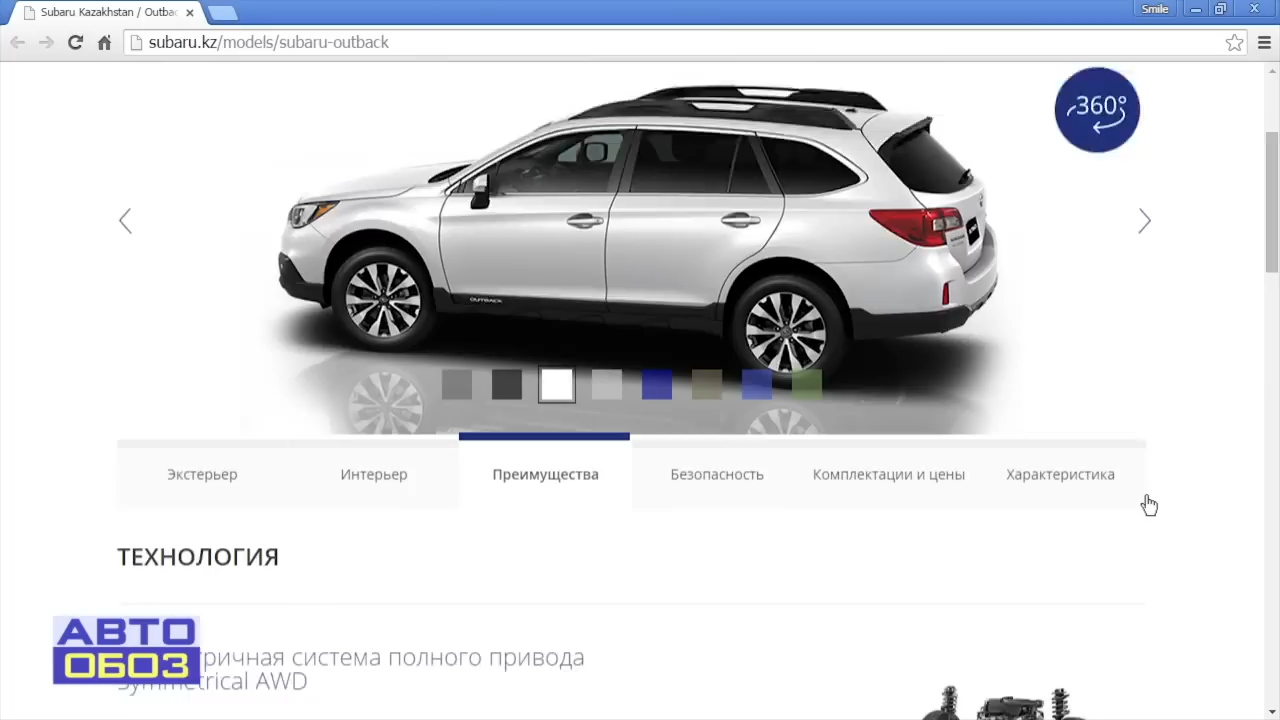 Subaru Kazakhstan / Outba
Smile
subaru.kz/models/subaru-outback
360°
OUTBACK
Экстерьер
Интерьер
Преимущества
Безопасность
Комплектации и цены
Характеристика
ТЕХНОЛОГИЯ
АВТО
ОБОЗ
ричная система полного привода
Symmetrical AWD